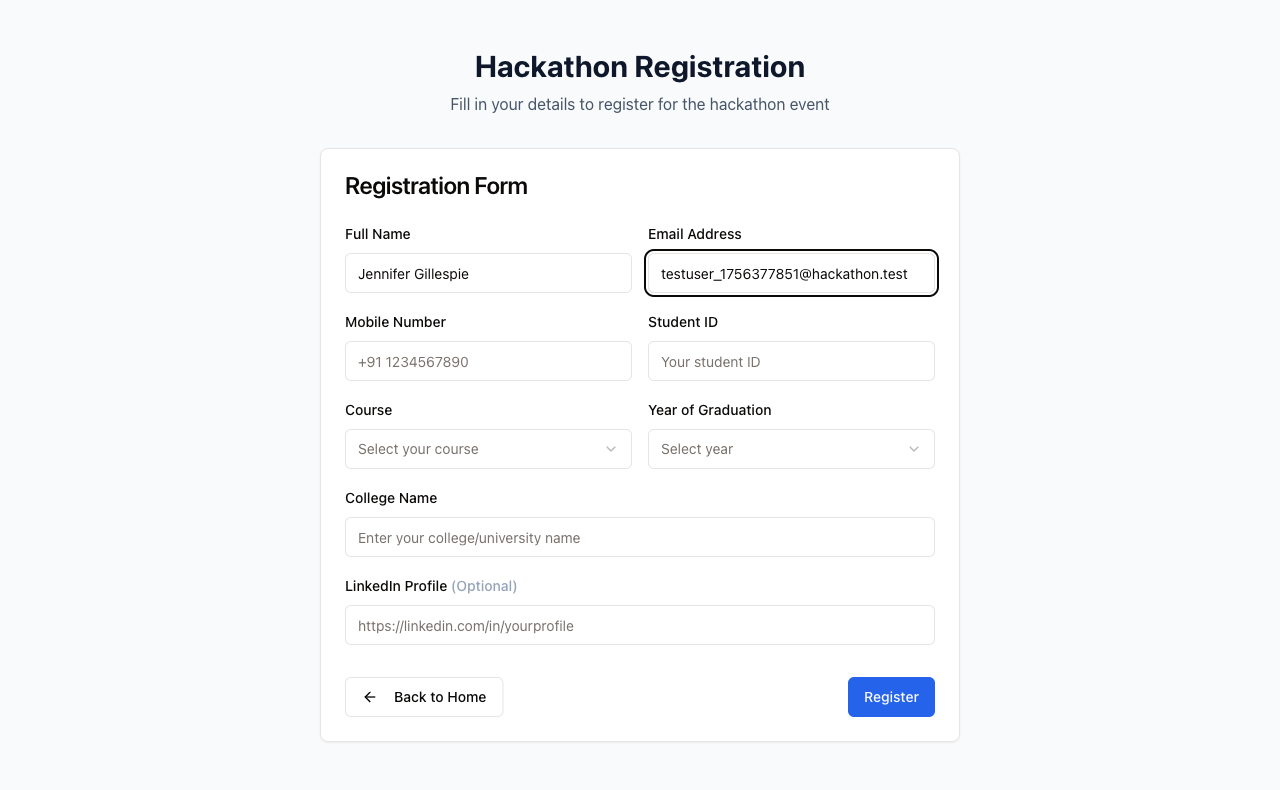 Hackathon Registration
Fill in your details to register for the hackathon event
Registration Form
Full Name
Jennifer Gillespie
Email Address
testuser_1756377851@hackathon.test
Mobile Number
+91 1234567890
Student ID
Your student ID
Course
Select your course
Year of Graduation
Select year
College Name
Enter your college/university name
LinkedIn Profile (Optional)
https://linkedin.com/in/yourprofile
Back to Home
Register